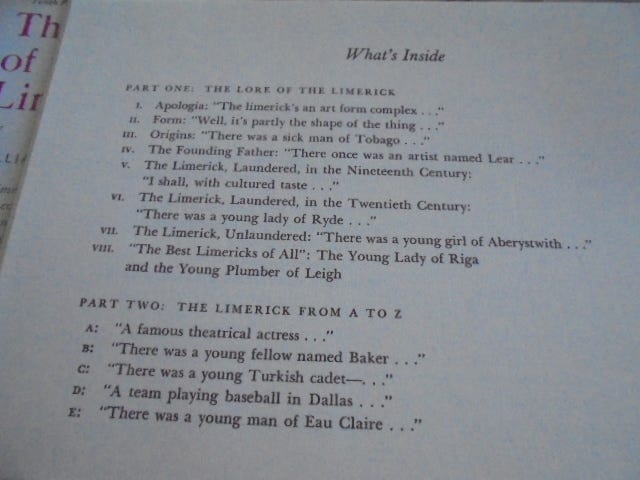 Th
of
Lin
What's Inside
PART ONE: THE LORE OF THE LIMERICK
I. Apologia: "The limerick's an art form complex . . ."
II. Form: "Well, it's partly the shape of the thing . . ."
III. Origins: "There was a sick man of Tobago . . ."
IV. The Founding Father: "There once was an artist named Lear . . ."
V. The Limerick, Laundered, in the Nineteenth Century:
"I shall, with cultured taste . . ."
VI. The Limerick, Laundered, in the Twentieth Century:
"There was a young lady of Ryde . . ."
VII. The Limerick, Unlaundered: "There was a young girl of Aberystwith . . ."
VIII. "The Best Limericks of All": The Young Lady of Riga
and the Young Plumber of Leigh
PART TWO: THE LIMERICK FROM A TO Z
A: "A famous theatrical actress . . ."
B: "There was a young fellow named Baker . . ."
C: "There was a young Turkish cadet—. . ."
D: "A team playing baseball in Dallas . . ."
E: "There was a young man of Eau Claire . . ."